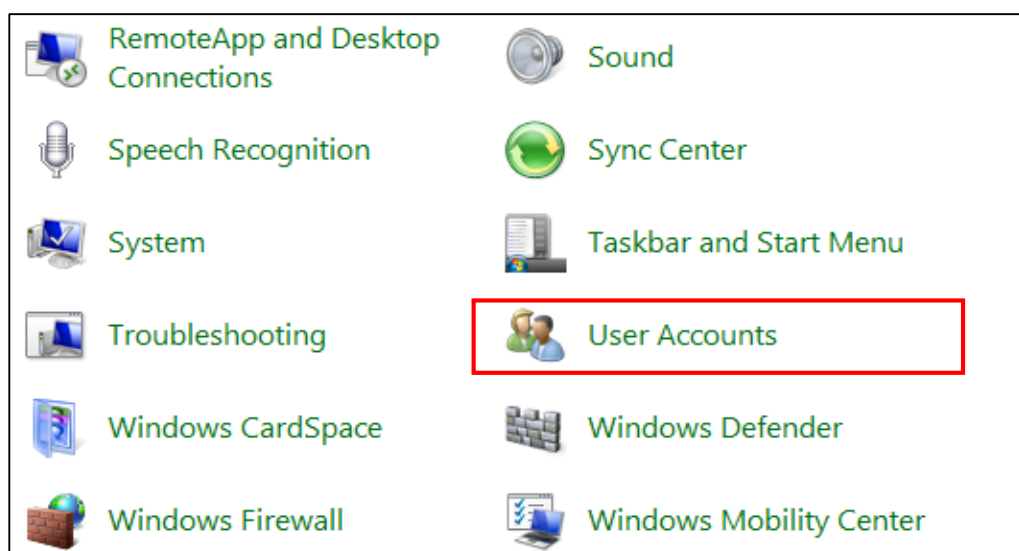 RemoteApp and Desktop
Connections
Sound
Speech Recognition
Sync Center
System
Taskbar and Start Menu
Troubleshooting
User Accounts
Windows CardSpace
Windows Defender
Windows Firewall
Windows Mobility Center